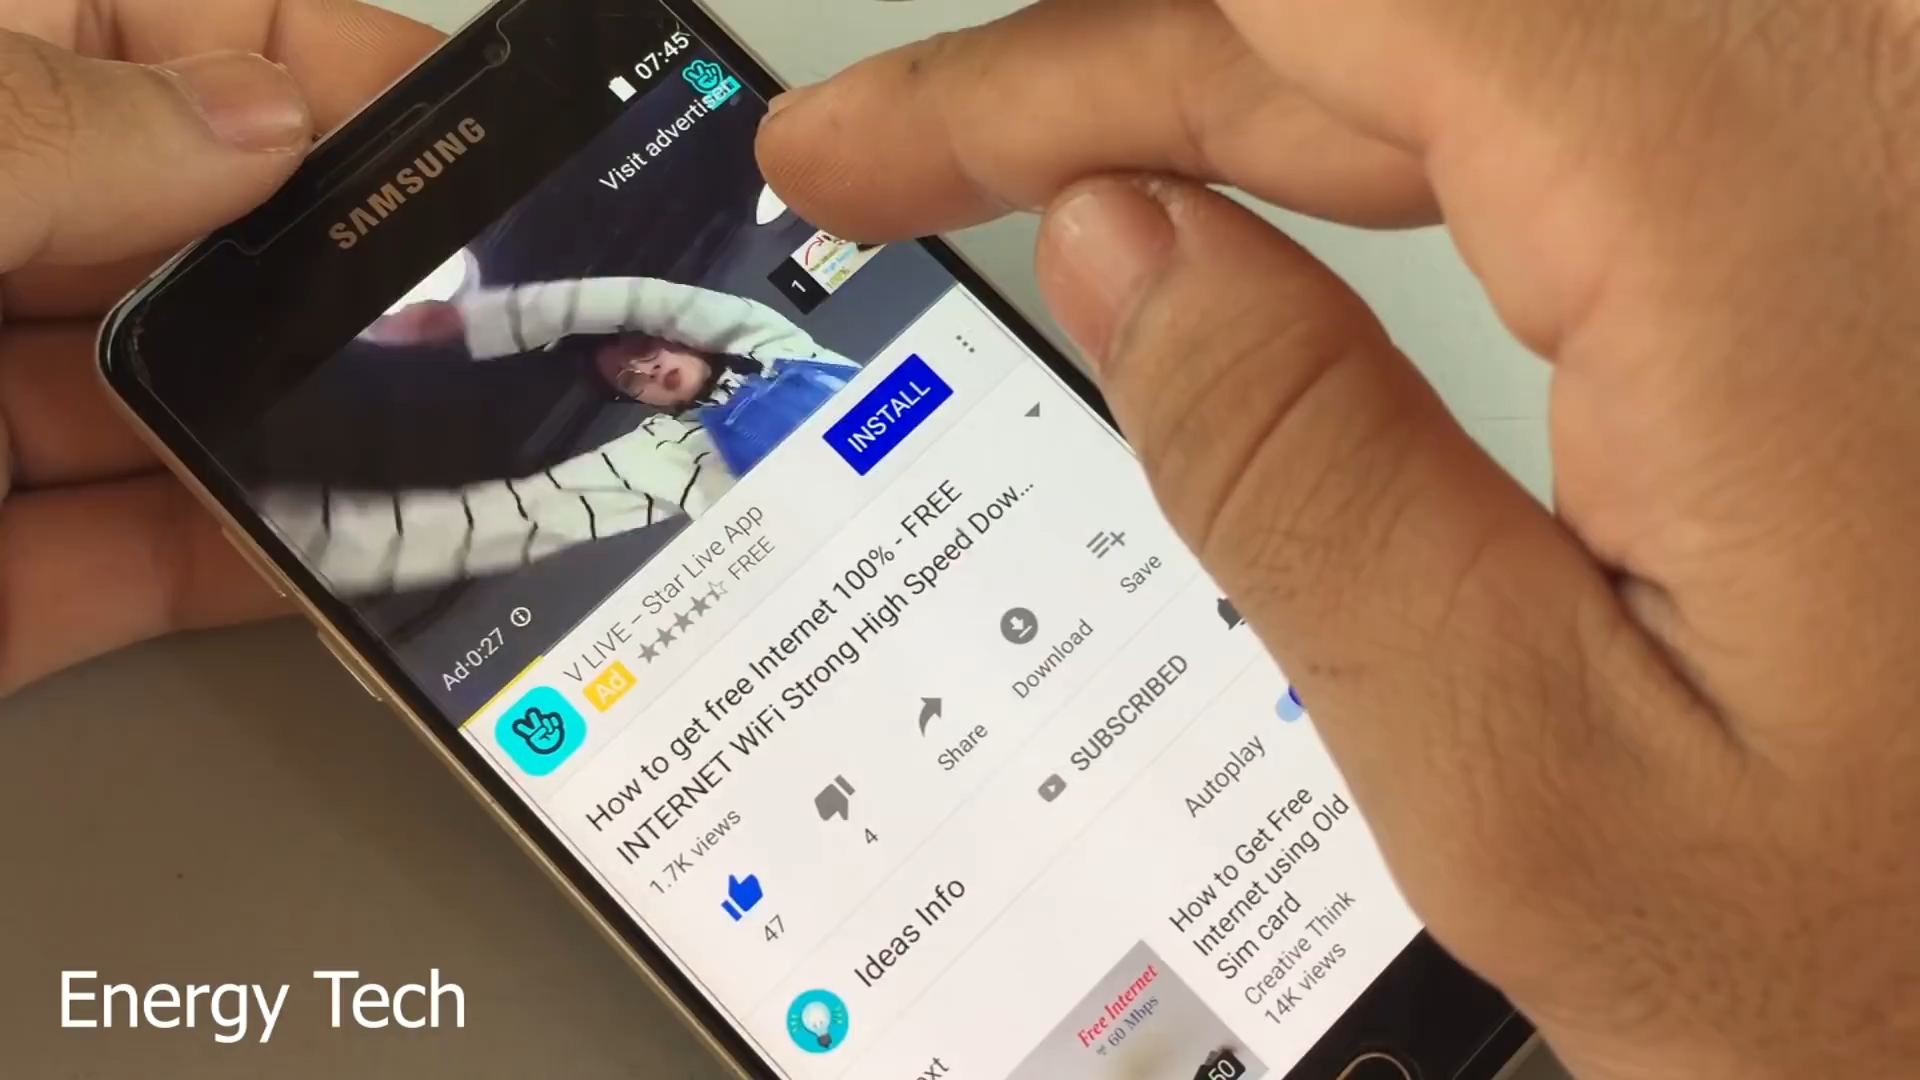 07:45
SAMSUNG
Visit advertiser
1
INSTALL
Ad·0:27
V LIVE – Star Live App
Ad
FREE
How to get free Internet 100% - FREE
INTERNET WiFi Strong High Speed Dow...
1.7K views
47
4
Share
Download
Save
Ideas Info
SUBSCRIBED
Autoplay
How to Get Free
Internet using Old
Sim card
Creative Think
14K views
Free Internet
60 Mbps
50
Energy Tech